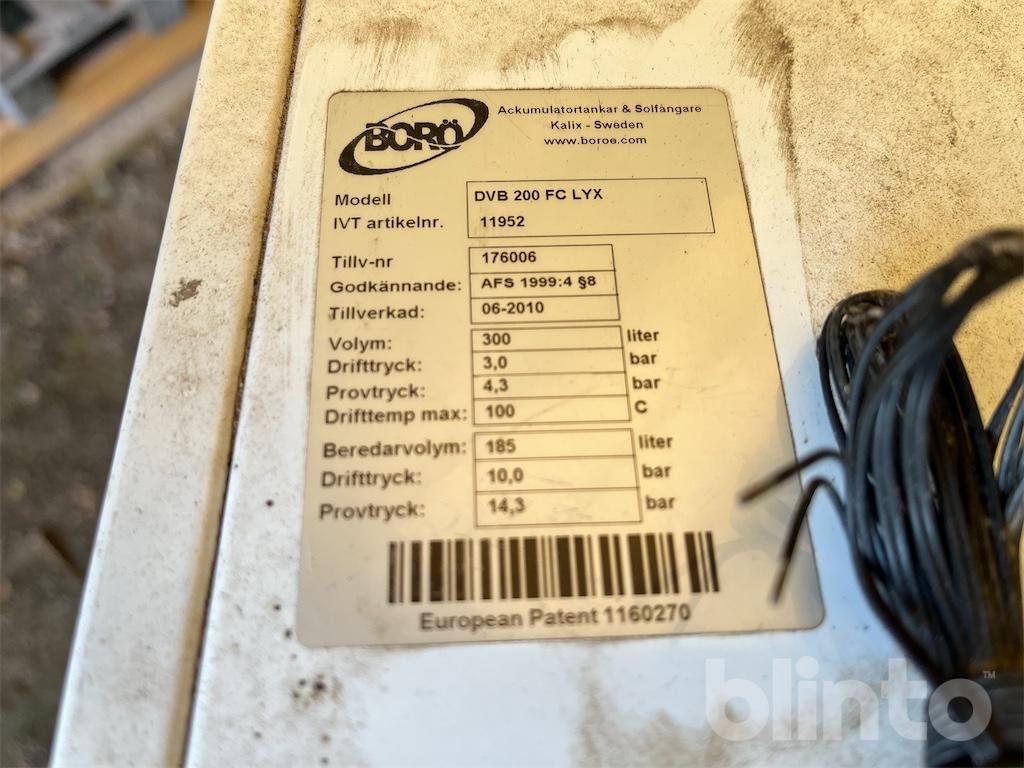 BORÖ
Ackumulatortankar & Solfångare
Kalix - Sweden
www.boroe.com
Modell DVB 200 FC LYX
IVT artikelnr. 11952
Tillv-nr 176006
Godkännande: AFS 1999:4 §8
Tillverkad: 06-2010
Volym: 300 liter
Drifttryck: 3,0 bar
Provtryck: 4,3 bar
Drifttemp max: 100 C
Beredarvolym: 185 liter
Drifttryck: 10,0 bar
Provtryck: 14,3 bar
European Patent 1160270
blinto™